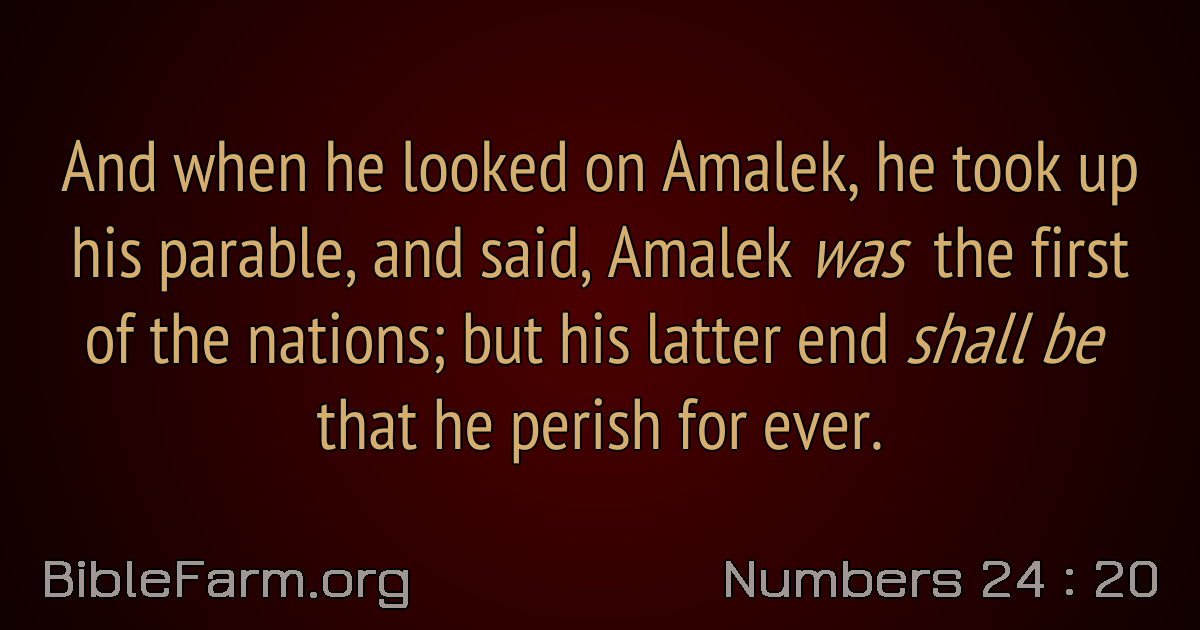 And when he looked on Amalek, he took up
his parable, and said, Amalek was the first
of the nations; but his latter end shall be
that he perish for ever.
BibleFarm.org
Numbers 24 : 20